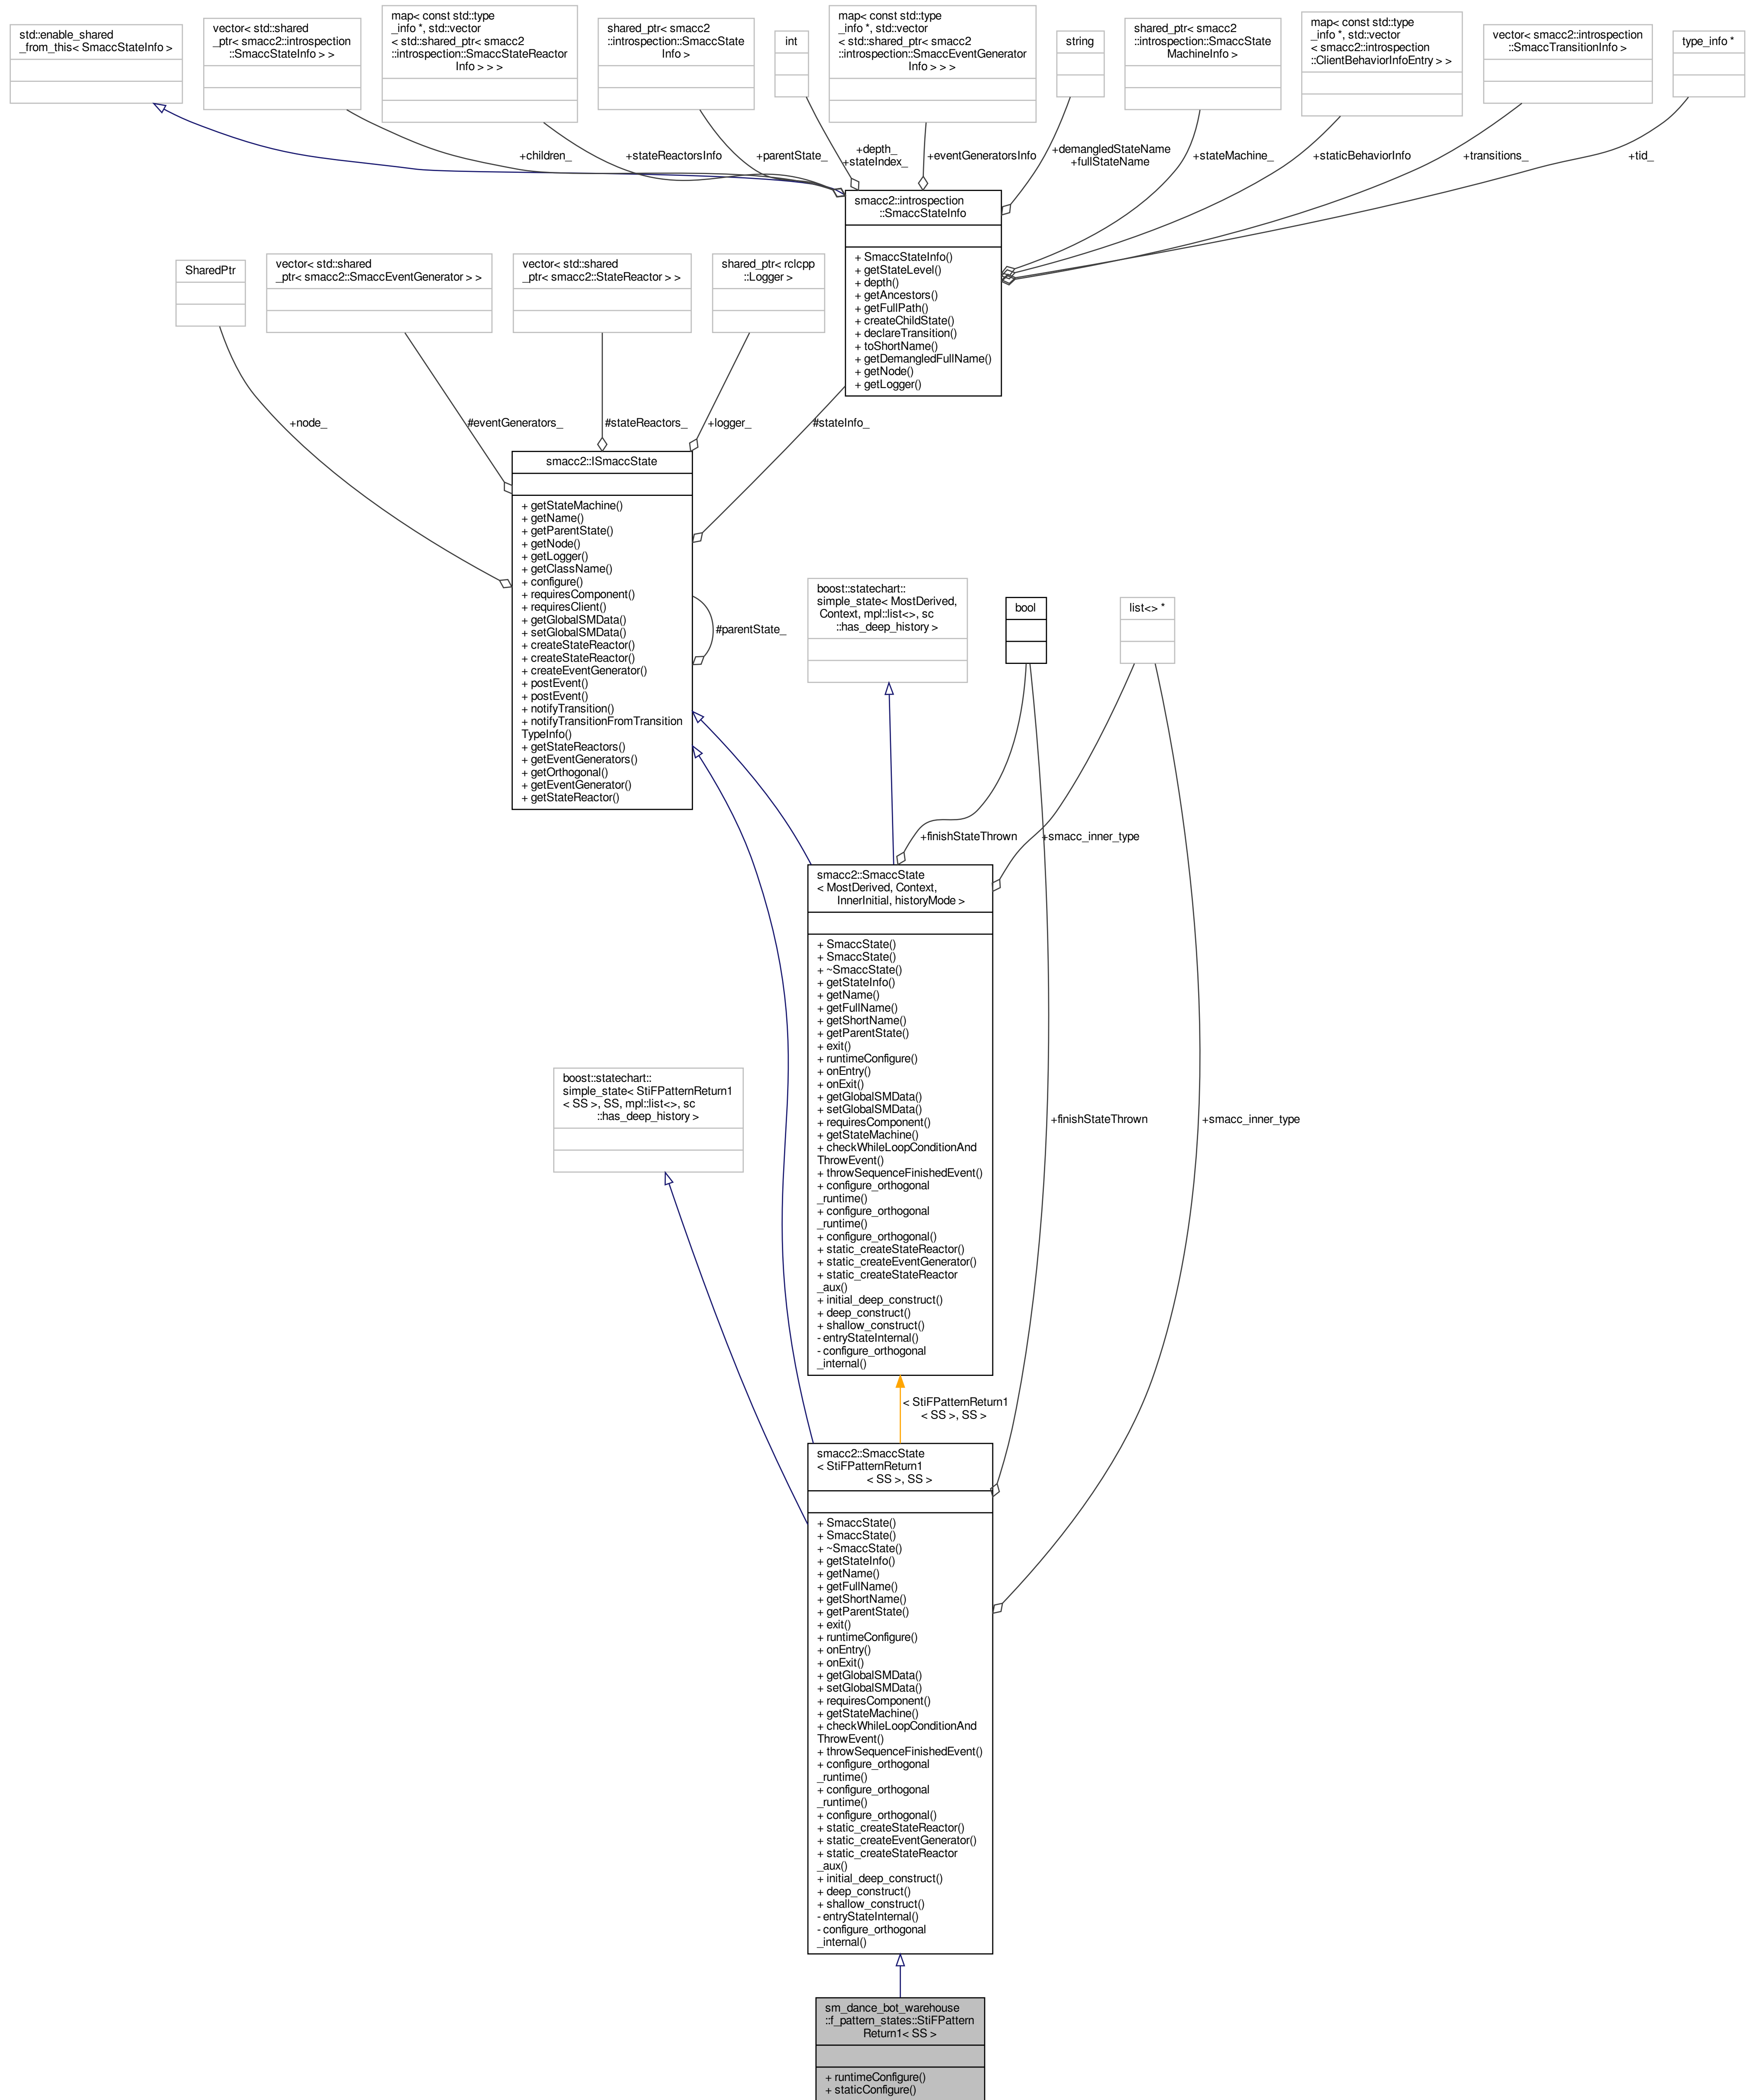 std::enable_shared
_from_this< SmaccStateInfo >
vector< std::shared
_ptr< smacc2::introspection
::SmaccStateInfo > >
map< const std::type
_info *, std::vector
< std::shared_ptr< smacc2
::introspection::SmaccStateReactor
Info > > >
shared_ptr< smacc2
::introspection::SmaccState
Info >
int
map< const std::type
_info *, std::vector
< std::shared_ptr< smacc2
::introspection::SmaccEventGenerator
Info > > >
string
shared_ptr< smacc2
::introspection::SmaccState
MachineInfo >
map< const std::type
_info *, std::vector
< smacc2::introspection
::ClientBehaviorInfoEntry > >
vector< smacc2::introspection
::SmaccTransitionInfo >
type_info *
+children_
+stateReactorsInfo
+parentState_
+depth_
+stateIndex_
+eventGeneratorsInfo
+demangledStateName
+fullStateName
+stateMachine_
+staticBehaviorInfo
+transitions_
+tid_
smacc2::introspection
::SmaccStateInfo
+ SmaccStateInfo()
+ getStateLevel()
+ depth()
+ getAncestors()
+ getFullPath()
+ createChildState()
+ declareTransition()
+ toShortName()
+ getDemangledFullName()
+ getNode()
+ getLogger()
SharedPtr
vector< std::shared
_ptr< smacc2::SmaccEventGenerator > >
vector< std::shared
_ptr< smacc2::StateReactor > >
shared_ptr< rclcpp
::Logger >
+node_
#eventGenerators_
#stateReactors_
+logger_
#stateInfo_
smacc2::ISmaccState
+ getStateMachine()
+ getName()
+ getParentState()
+ getNode()
+ getLogger()
+ getClassName()
+ configure()
+ requiresComponent()
+ requiresClient()
+ getGlobalSMData()
+ setGlobalSMData()
+ createStateReactor()
+ createStateReactor()
+ createEventGenerator()
+ postEvent()
+ postEvent()
+ notifyTransition()
+ notifyTransitionFromTransition
TypeInfo()
+ getStateReactors()
+ getEventGenerators()
+ getOrthogonal()
+ getEventGenerator()
+ getStateReactor()
#parentState_
boost::statechart::
simple_state< MostDerived,
Context, mpl::list<>, sc
::has_deep_history >
bool
list<> *
+finishStateThrown
+smacc_inner_type
smacc2::SmaccState
< MostDerived, Context,
InnerInitial, historyMode >
+ SmaccState()
+ SmaccState()
+ ~SmaccState()
+ getStateInfo()
+ getName()
+ getFullName()
+ getShortName()
+ getParentState()
+ exit()
+ runtimeConfigure()
+ onEntry()
+ onExit()
+ getGlobalSMData()
+ setGlobalSMData()
+ requiresComponent()
+ getStateMachine()
+ checkWhileLoopConditionAnd
ThrowEvent()
+ throwSequenceFinishedEvent()
+ configure_orthogonal
_runtime()
+ configure_orthogonal
_runtime()
+ configure_orthogonal()
+ static_createStateReactor()
+ static_createEventGenerator()
+ static_createStateReactor
_aux()
+ initial_deep_construct()
+ deep_construct()
+ shallow_construct()
- entryStateInternal()
- configure_orthogonal
_internal()
boost::statechart::
simple_state< StiFPatternReturn1
< SS >, SS, mpl::list<>, sc
::has_deep_history >
+finishStateThrown
+smacc_inner_type
< StiFPatternReturn1
< SS >, SS >
smacc2::SmaccState
< StiFPatternReturn1
< SS >, SS >
+ SmaccState()
+ SmaccState()
+ ~SmaccState()
+ getStateInfo()
+ getName()
+ getFullName()
+ getShortName()
+ getParentState()
+ exit()
+ runtimeConfigure()
+ onEntry()
+ onExit()
+ getGlobalSMData()
+ setGlobalSMData()
+ requiresComponent()
+ getStateMachine()
+ checkWhileLoopConditionAnd
ThrowEvent()
+ throwSequenceFinishedEvent()
+ configure_orthogonal
_runtime()
+ configure_orthogonal
_runtime()
+ configure_orthogonal()
+ static_createStateReactor()
+ static_createEventGenerator()
+ static_createStateReactor
_aux()
+ initial_deep_construct()
+ deep_construct()
+ shallow_construct()
- entryStateInternal()
- configure_orthogonal
_internal()
sm_dance_bot_warehouse
::f_pattern_states::StiFPattern
Return1< SS >
+ runtimeConfigure()
+ staticConfigure()